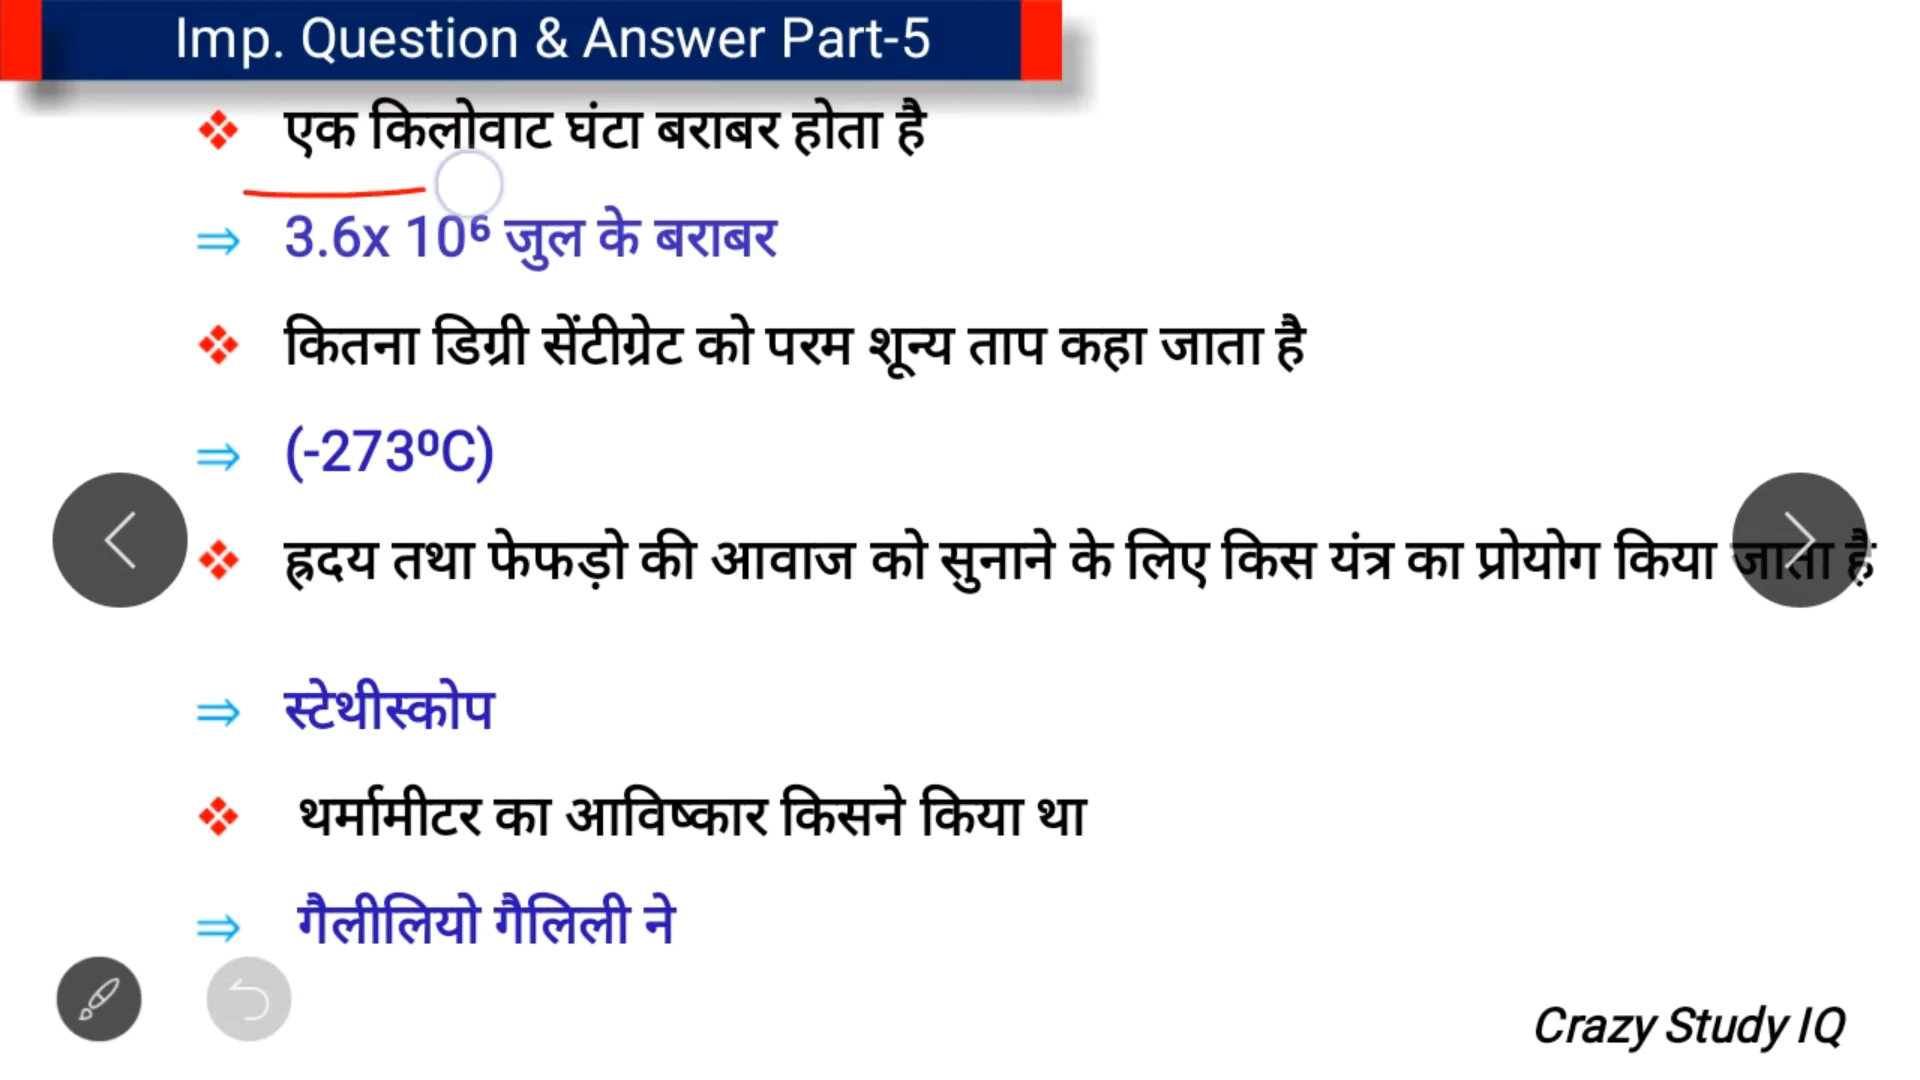 Imp. Question & Answer Part-5
❖ एक किलोवाट घंटा बराबर होता है
⇒ 3.6x 10⁶ जुल के बराबर
❖ कितना डिग्री सेंटीग्रेट को परम शून्य ताप कहा जाता है
⇒ (-273⁰C)
❖ ह्रदय तथा फेफड़ो की आवाज को सुनाने के लिए किस यंत्र का प्रोयोग किया जाता है
⇒ स्टेथीस्कोप
❖ थर्मामीटर का आविष्कार किसने किया था
⇒ गैलीलियो गैलिली ने
Crazy Study IQ